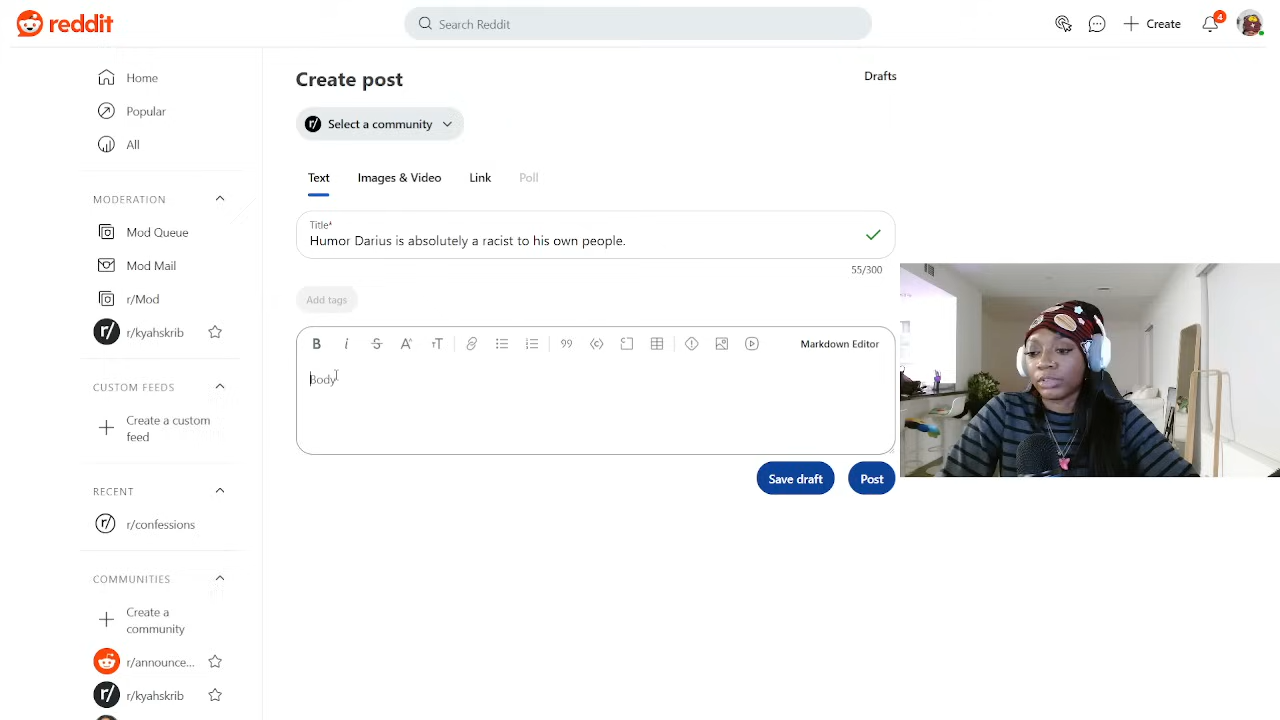 reddit
Search Reddit
Create
4
Home
Popular
All
MODERATION
Mod Queue
Mod Mail
r/Mod
r/kyahskrib
CUSTOM FEEDS
Create a custom
feed
RECENT
r/confessions
COMMUNITIES
Create a
community
r/announce...
r/kyahskrib
Create post
Drafts
r/ Select a community
Text Images & Video Link Poll
Title*
Humor Darius is absolutely a racist to his own people.
55/300
Add tags
Markdown Editor
Body
Save draft Post